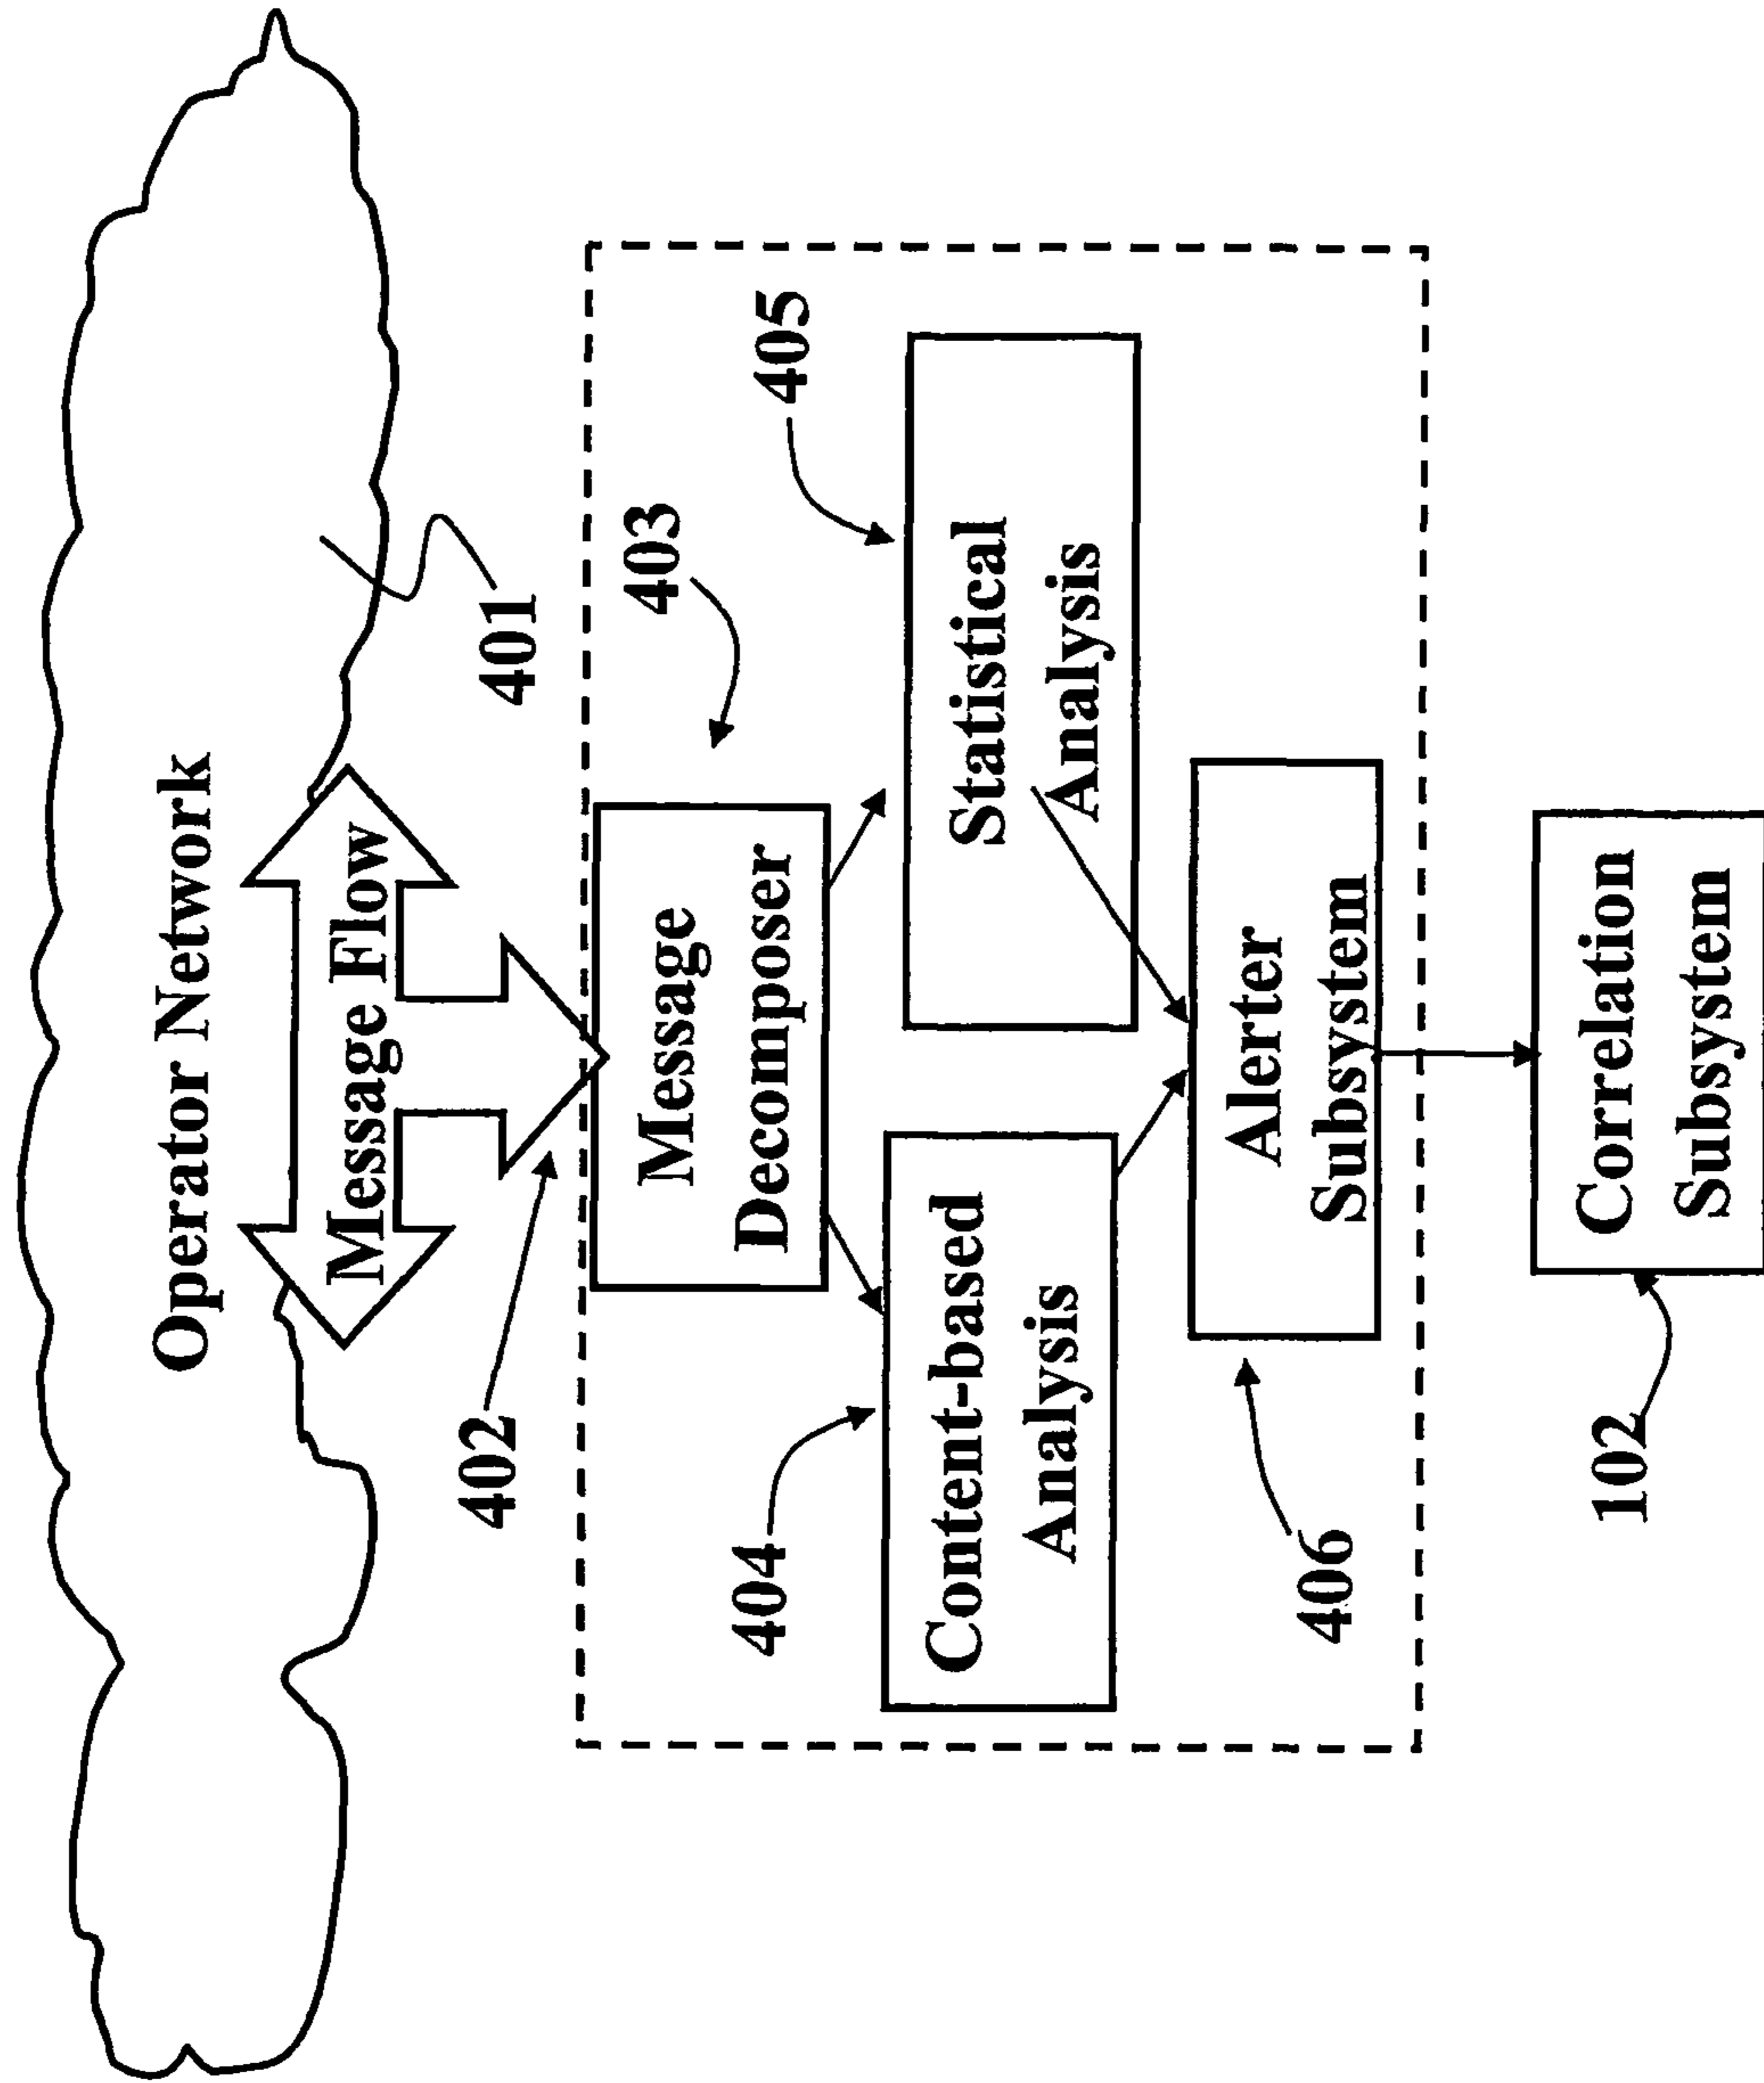 Operator Network
Message Flow
401
402
403
Message
Decomposer
404
405
Content-based
Analysis
Statistical
Analysis
406
Alerter
Subsystem
102
Correlation
Subsystem